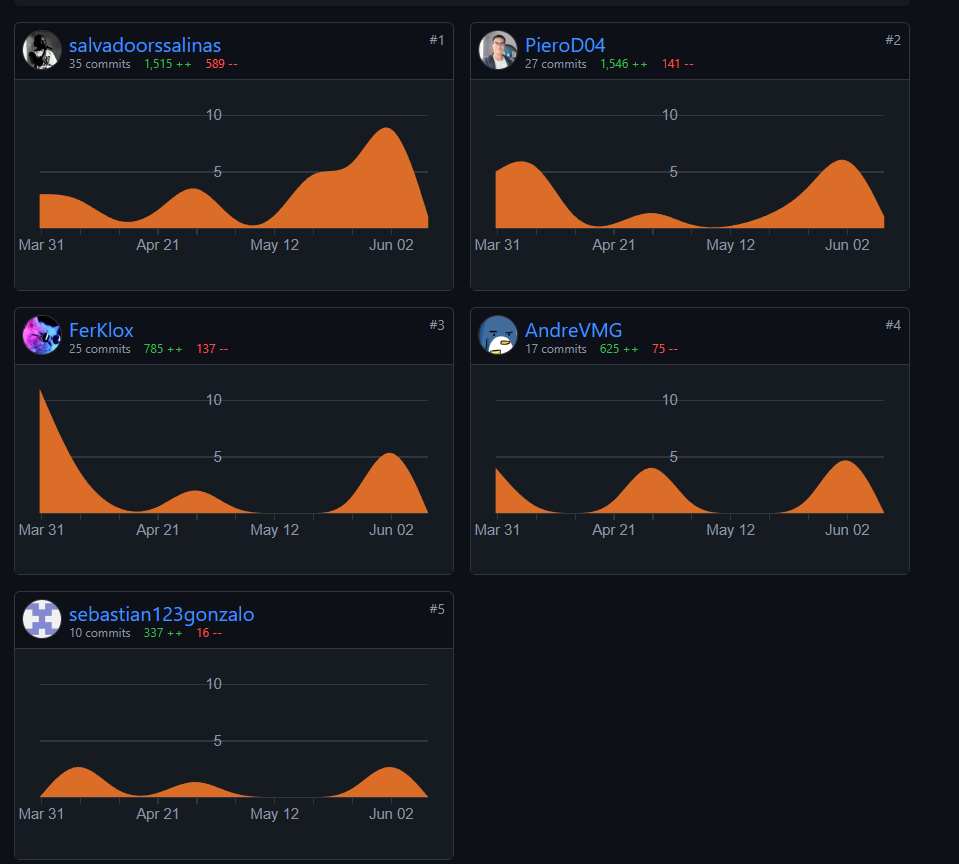 salvadoorssalinas #1
35 commits 1,515 ++ 589 --
10
5
Mar 31 Apr 21 May 12 Jun 02
PieroD04 #2
27 commits 1,546 ++ 141 --
10
5
Mar 31 Apr 21 May 12 Jun 02
FerKlox #3
25 commits 785 ++ 137 --
10
5
Mar 31 Apr 21 May 12 Jun 02
AndreVMG #4
17 commits 625 ++ 75 --
10
5
Mar 31 Apr 21 May 12 Jun 02
sebastian123gonzalo #5
10 commits 337 ++ 16 --
10
5
Mar 31 Apr 21 May 12 Jun 02